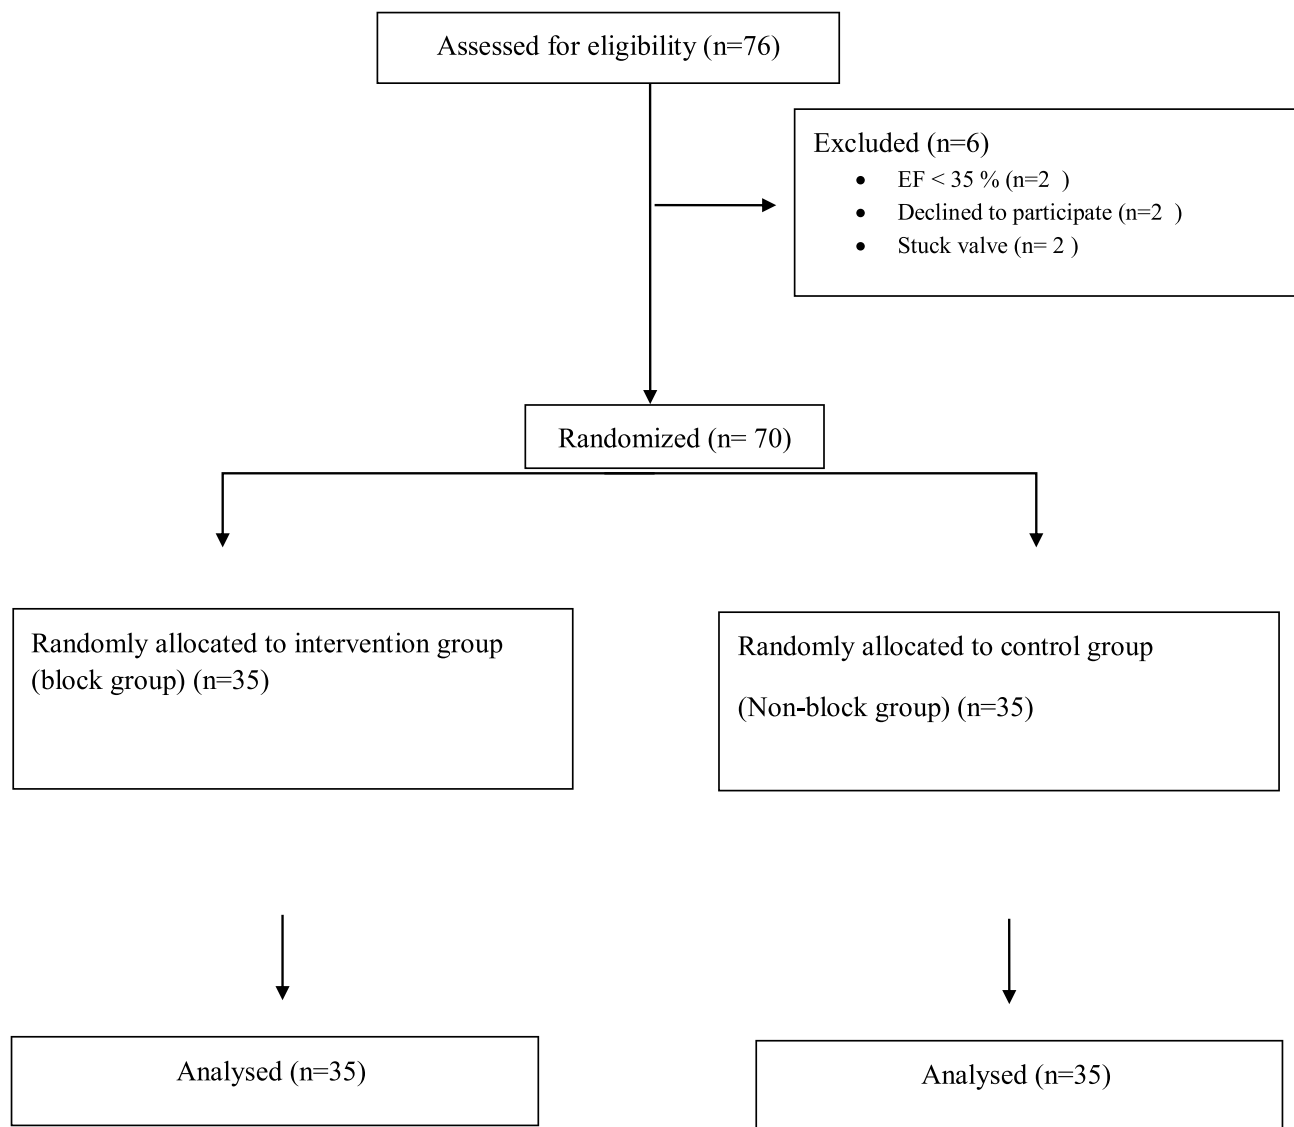 Assessed for eligibility (n=76)
Excluded (n=6)
• EF < 35 % (n=2  )
• Declined to participate (n=2  )
• Stuck valve (n= 2 )
Randomized (n= 70)
Randomly allocated to intervention group
(block group) (n=35)
Randomly allocated to control group
(Non-block group) (n=35)
Analysed (n=35)
Analysed (n=35)